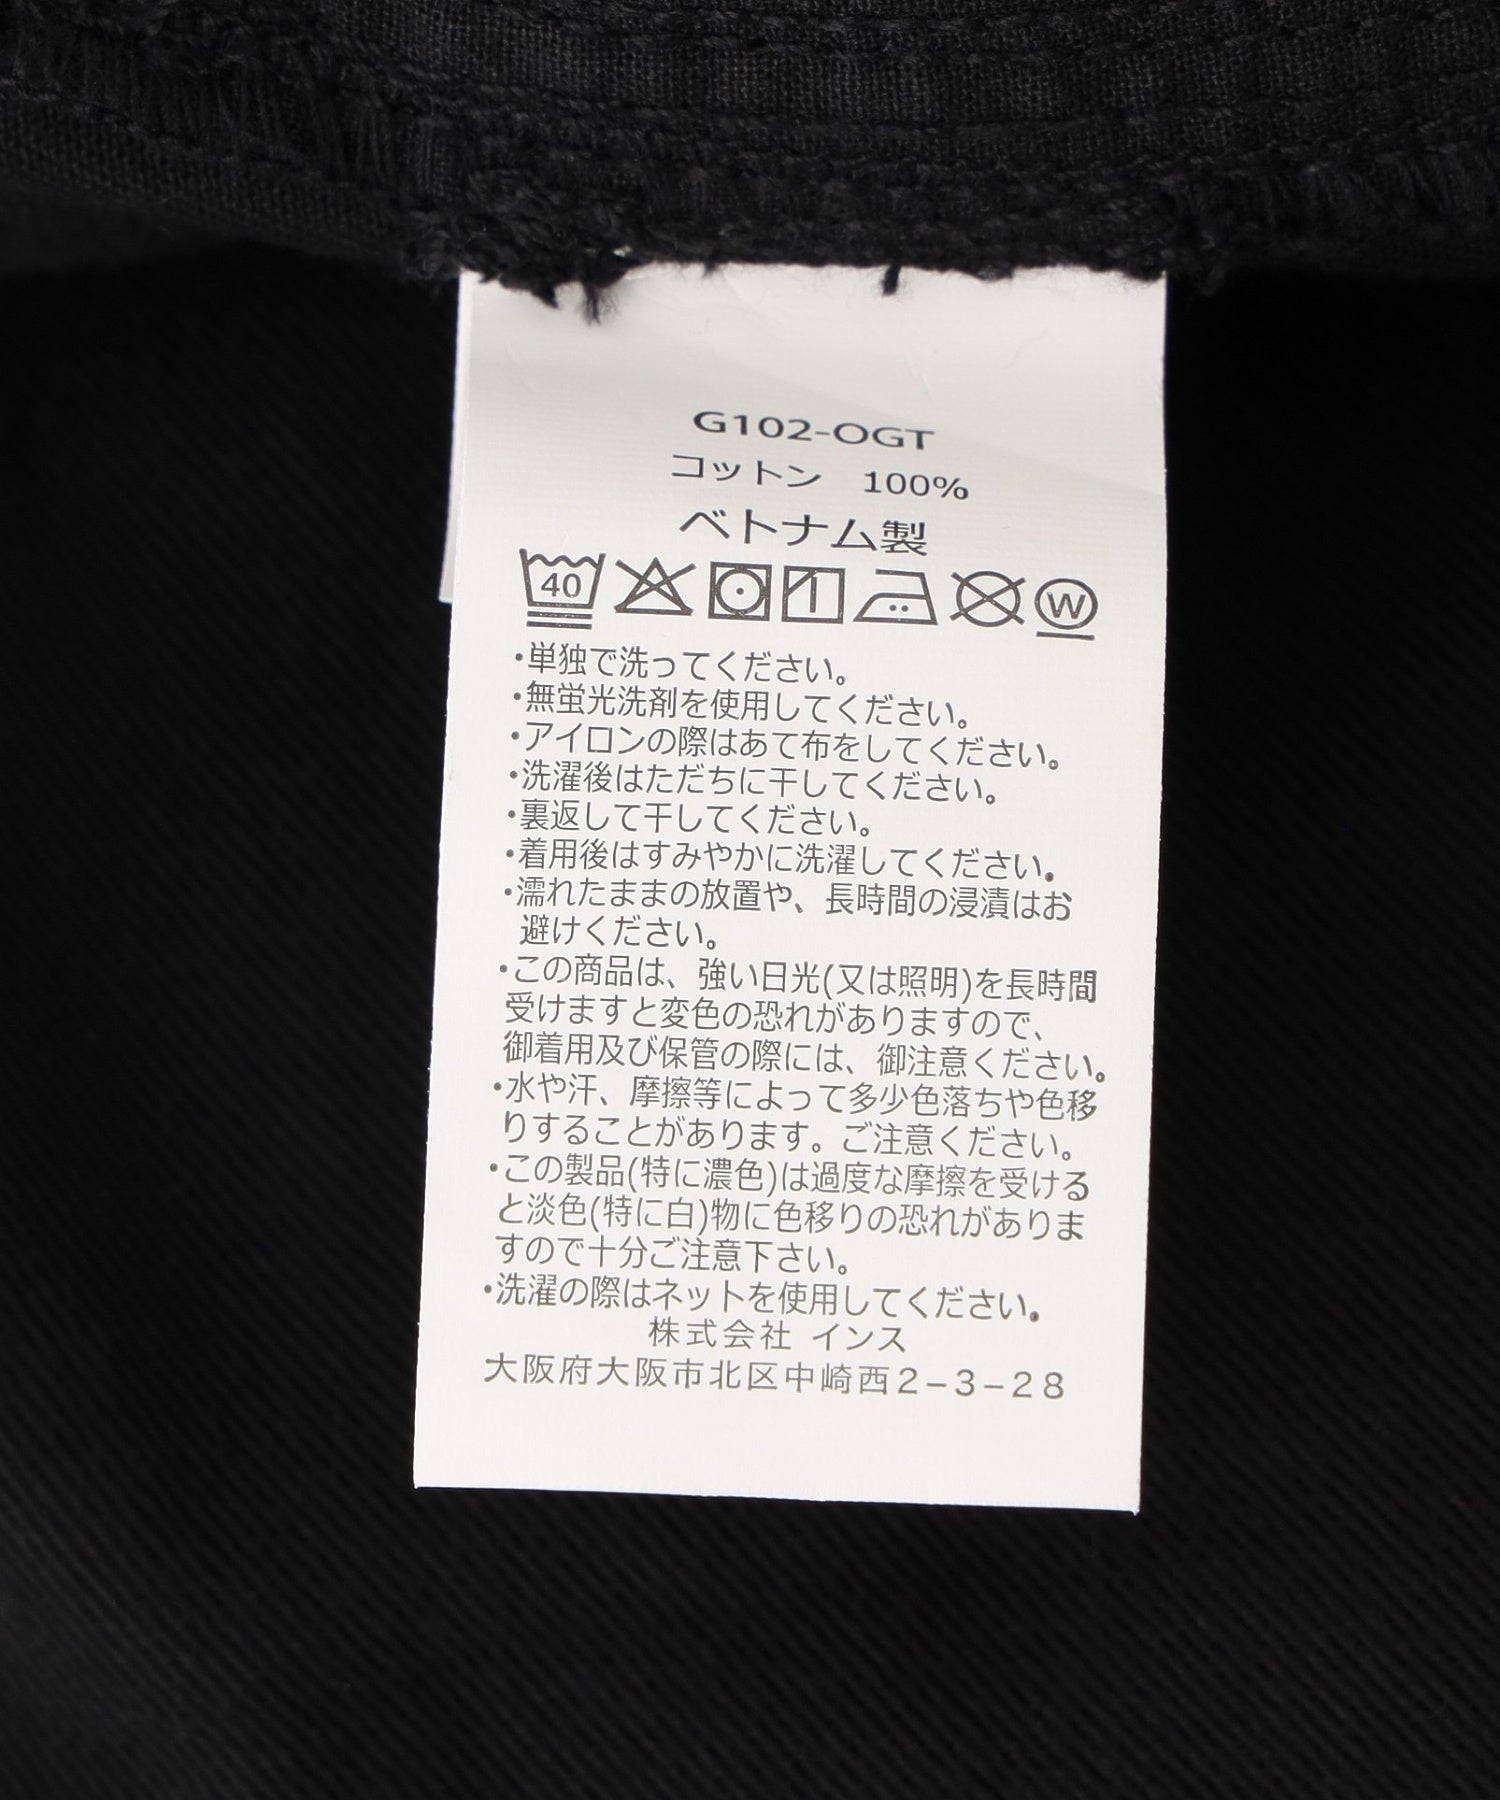 G102-OGT
コットン　100%
ベトナム製
40 W
・単独で洗ってください。
・無蛍光洗剤を使用してください。
・アイロンの際はあて布をしてください。
・洗濯後はただちに干してください。
・裏返して干してください。
・着用後はすみやかに洗濯してください。
・濡れたままの放置や、長時間の浸漬はお
避けください。
・この商品は、強い日光(又は照明)を長時間
受けますと変色の恐れがありますので、
御着用及び保管の際には、御注意ください。
・水や汗、摩擦等によって多少色落ちや色移
りすることがあります。ご注意ください。
・この製品(特に濃色)は過度な摩擦を受ける
と淡色(特に白)物に色移りの恐れがありま
すので十分ご注意下さい。
・洗濯の際はネットを使用してください。
株式会社 インス
大阪府大阪市北区中崎西2-3-28